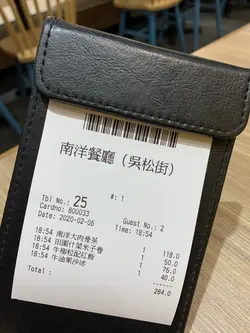 南洋餐廳 (吳松街)
#: 1
Tbl No.: 25
Cardno: 800033 Guest No.: 2
Date: 2020-02-06 Time: 18:54
18:54 南洋大肉骨茶 1 118.0
18:54 田園什菜米子卷 1 50.0
18:54 牛柳粒配紅飯 1 76.0
18:54 牛油果沙冰 1 40.0
Total : 284.0